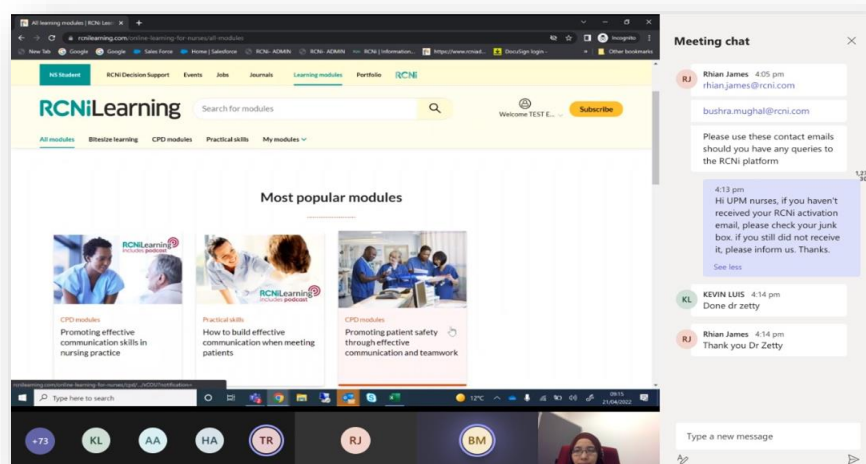 All learning modules | RCNi Lear
rcnilearning.com/online-learning-for-nurses/all-modules
Incognito
New Tab Google Google Sales Force Home | Salesforce RCNi- ADMIN RCNi- ADMIN RCNi | Information... https://www.rcniad... DocuSign login - Other bookmarks
NS Student RCNi Decision Support Events Jobs Journals Learning modules Portfolio RCNi
RCNiLearning Search for modules Welcome TEST E... Subscribe
All modules Bitesize learning CPD modules Practical skills My modules
Most popular modules
RCNiLearning
includes podcast
RCNiLearning
includes podcast
CPD modules
Promoting effective
communication skills in
nursing practice
Practical skills
How to build effective
communication when meeting
patients
CPD modules
Promoting patient safety
through effective
communication and teamwork
Type here to search
12°C
09:15
21/04/2022
+73 KL AA HA TR RJ BM
Meeting chat
RJ
Rhian James 4:05 pm
rhian.james@rcni.com
bushra.mughal@rcni.com
Please use these contact emails
should you have any queries to
the RCNi platform
4:13 pm
Hi UPM nurses, if you haven't
received your RCNi activation
email, please check your junk
box. if you still did not receive
it, please inform us. Thanks.
See less
KL
KEVIN LUIS 4:14 pm
Done dr zetty
RJ
Rhian James 4:14 pm
Thank you Dr Zetty
Type a new message